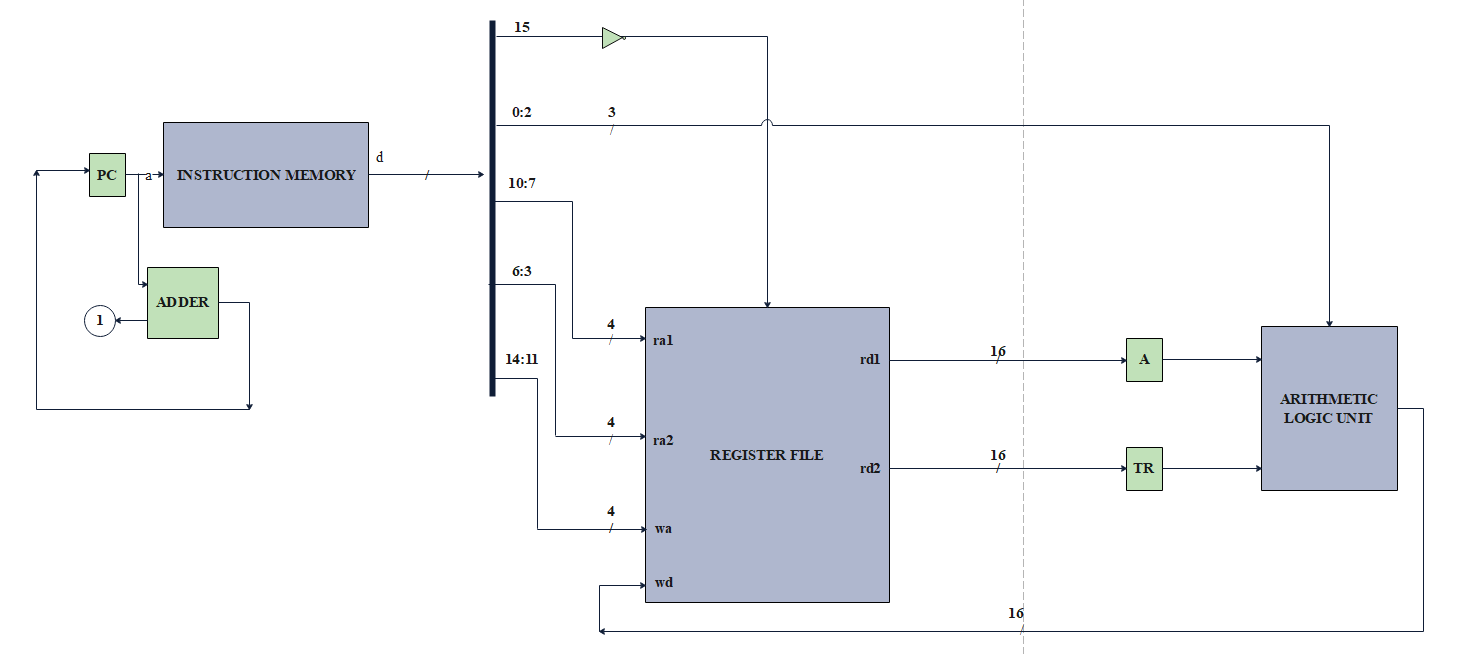 15
0:2
3
d
10:7
PC
a
INSTRUCTION MEMORY
6:3
ADDER
1
4
14:11
ra1
rd1
16
A
ARITHMETIC
LOGIC UNIT
4
ra2
REGISTER FILE
rd2
16
TR
4
wa
wd
16